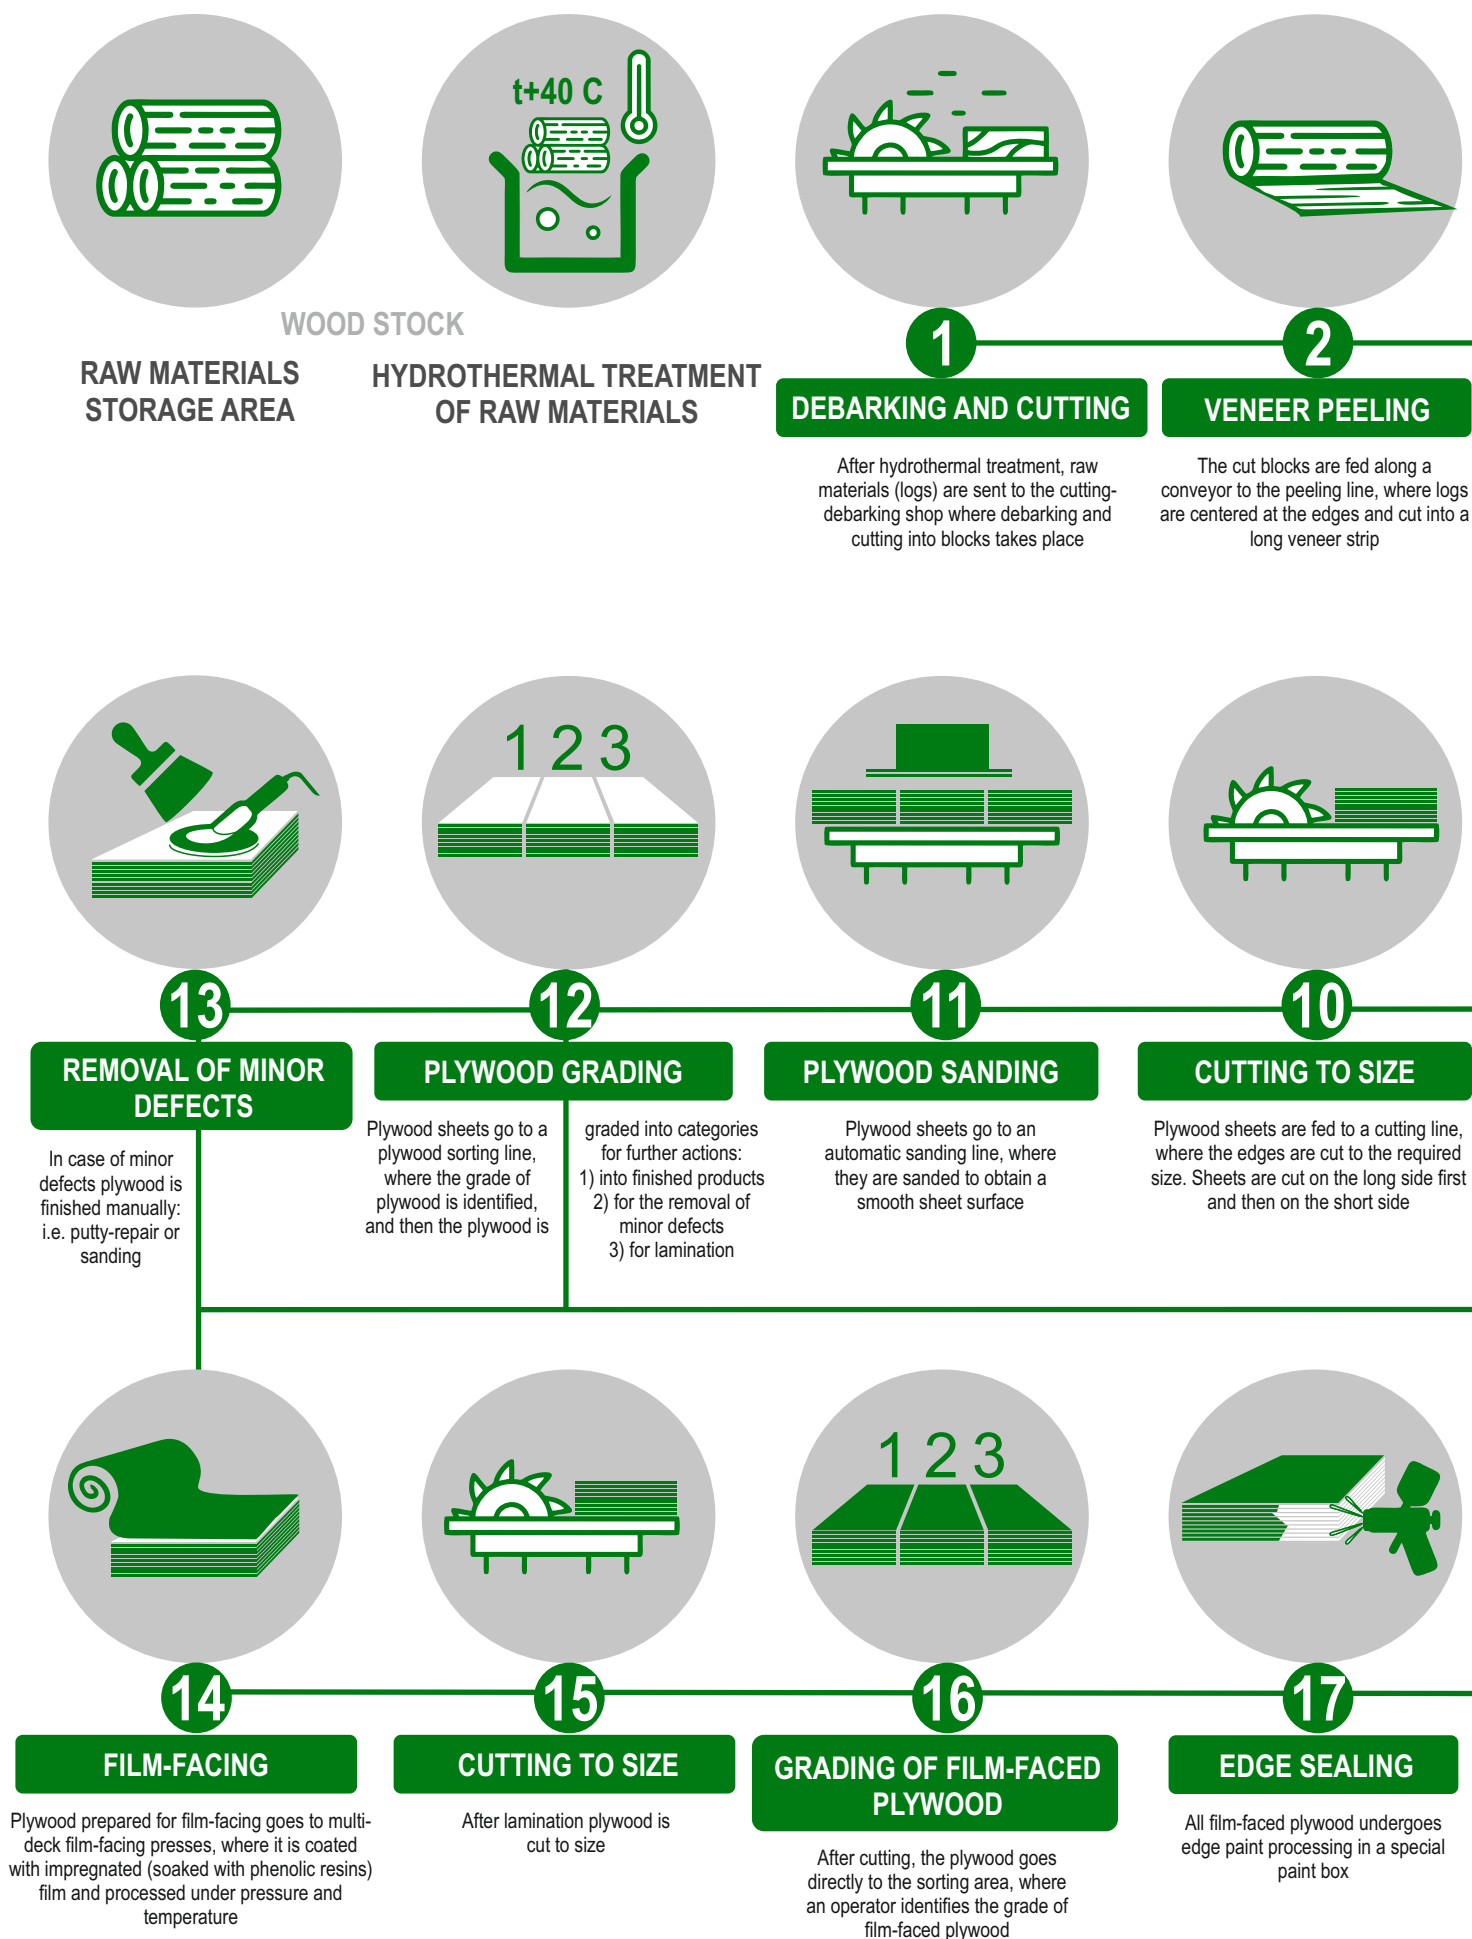 t+40 C
WOOD STOCK
RAW MATERIALS
STORAGE AREA
HYDROTHERMAL TREATMENT
OF RAW MATERIALS
1
DEBARKING AND CUTTING
After hydrothermal treatment, raw
materials (logs) are sent to the cutting-
debarking shop where debarking and
cutting into blocks takes place
2
VENEER PEELING
The cut blocks are fed along a
conveyor to the peeling line, where logs
are centered at the edges and cut into a
long veneer strip
13
REMOVAL OF MINOR
DEFECTS
In case of minor
defects plywood is
finished manually:
i.e. putty-repair or
sanding
1 2 3
12
PLYWOOD GRADING
Plywood sheets go to a
plywood sorting line,
where the grade of
plywood is identified,
and then the plywood is
graded into categories
for further actions:
1) into finished products
2) for the removal of
minor defects
3) for lamination
11
PLYWOOD SANDING
Plywood sheets go to an
automatic sanding line, where
they are sanded to obtain a
smooth sheet surface
10
CUTTING TO SIZE
Plywood sheets are fed to a cutting line,
where the edges are cut to the required
size. Sheets are cut on the long side first
and then on the short side
14
FILM-FACING
Plywood prepared for film-facing goes to multi-
deck film-facing presses, where it is coated
with impregnated (soaked with phenolic resins)
film and processed under pressure and
temperature
15
CUTTING TO SIZE
After lamination plywood is
cut to size
1 2 3
16
GRADING OF FILM-FACED
PLYWOOD
After cutting, the plywood goes
directly to the sorting area, where
an operator identifies the grade of
film-faced plywood
17
EDGE SEALING
All film-faced plywood undergoes
edge paint processing in a special
paint box